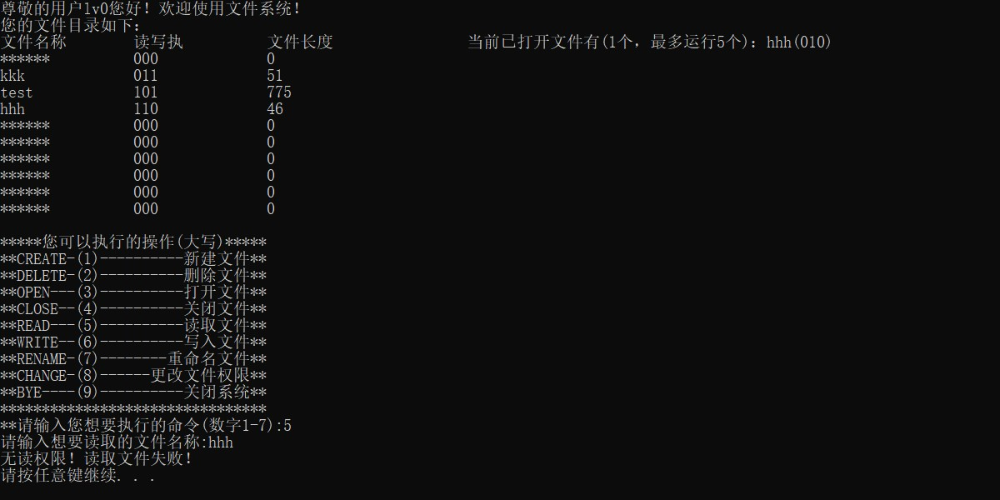 尊敬的用户lv0您好！欢迎使用文件系统！
您的文件目录如下：
文件名称 读写执 文件长度 当前已打开文件有(1个，最多运行5个)：hhh(010)
****** 000 0
kkk 011 51
test 101 775
hhh 110 46
****** 000 0
****** 000 0
****** 000 0
****** 000 0
****** 000 0
****** 000 0
*****您可以执行的操作(大写)*****
**CREATE-(1)----------新建文件**
**DELETE-(2)----------删除文件**
**OPEN---(3)----------打开文件**
**CLOSE--(4)----------关闭文件**
**READ---(5)----------读取文件**
**WRITE--(6)----------写入文件**
**RENAME-(7)--------重命名文件**
**CHANGE-(8)------更改文件权限**
**BYE----(9)----------关闭系统**
********************************
**请输入您想要执行的命令(数字1-7):5
请输入想要读取的文件名称:hhh
无读权限！读取文件失败！
请按任意键继续. . .